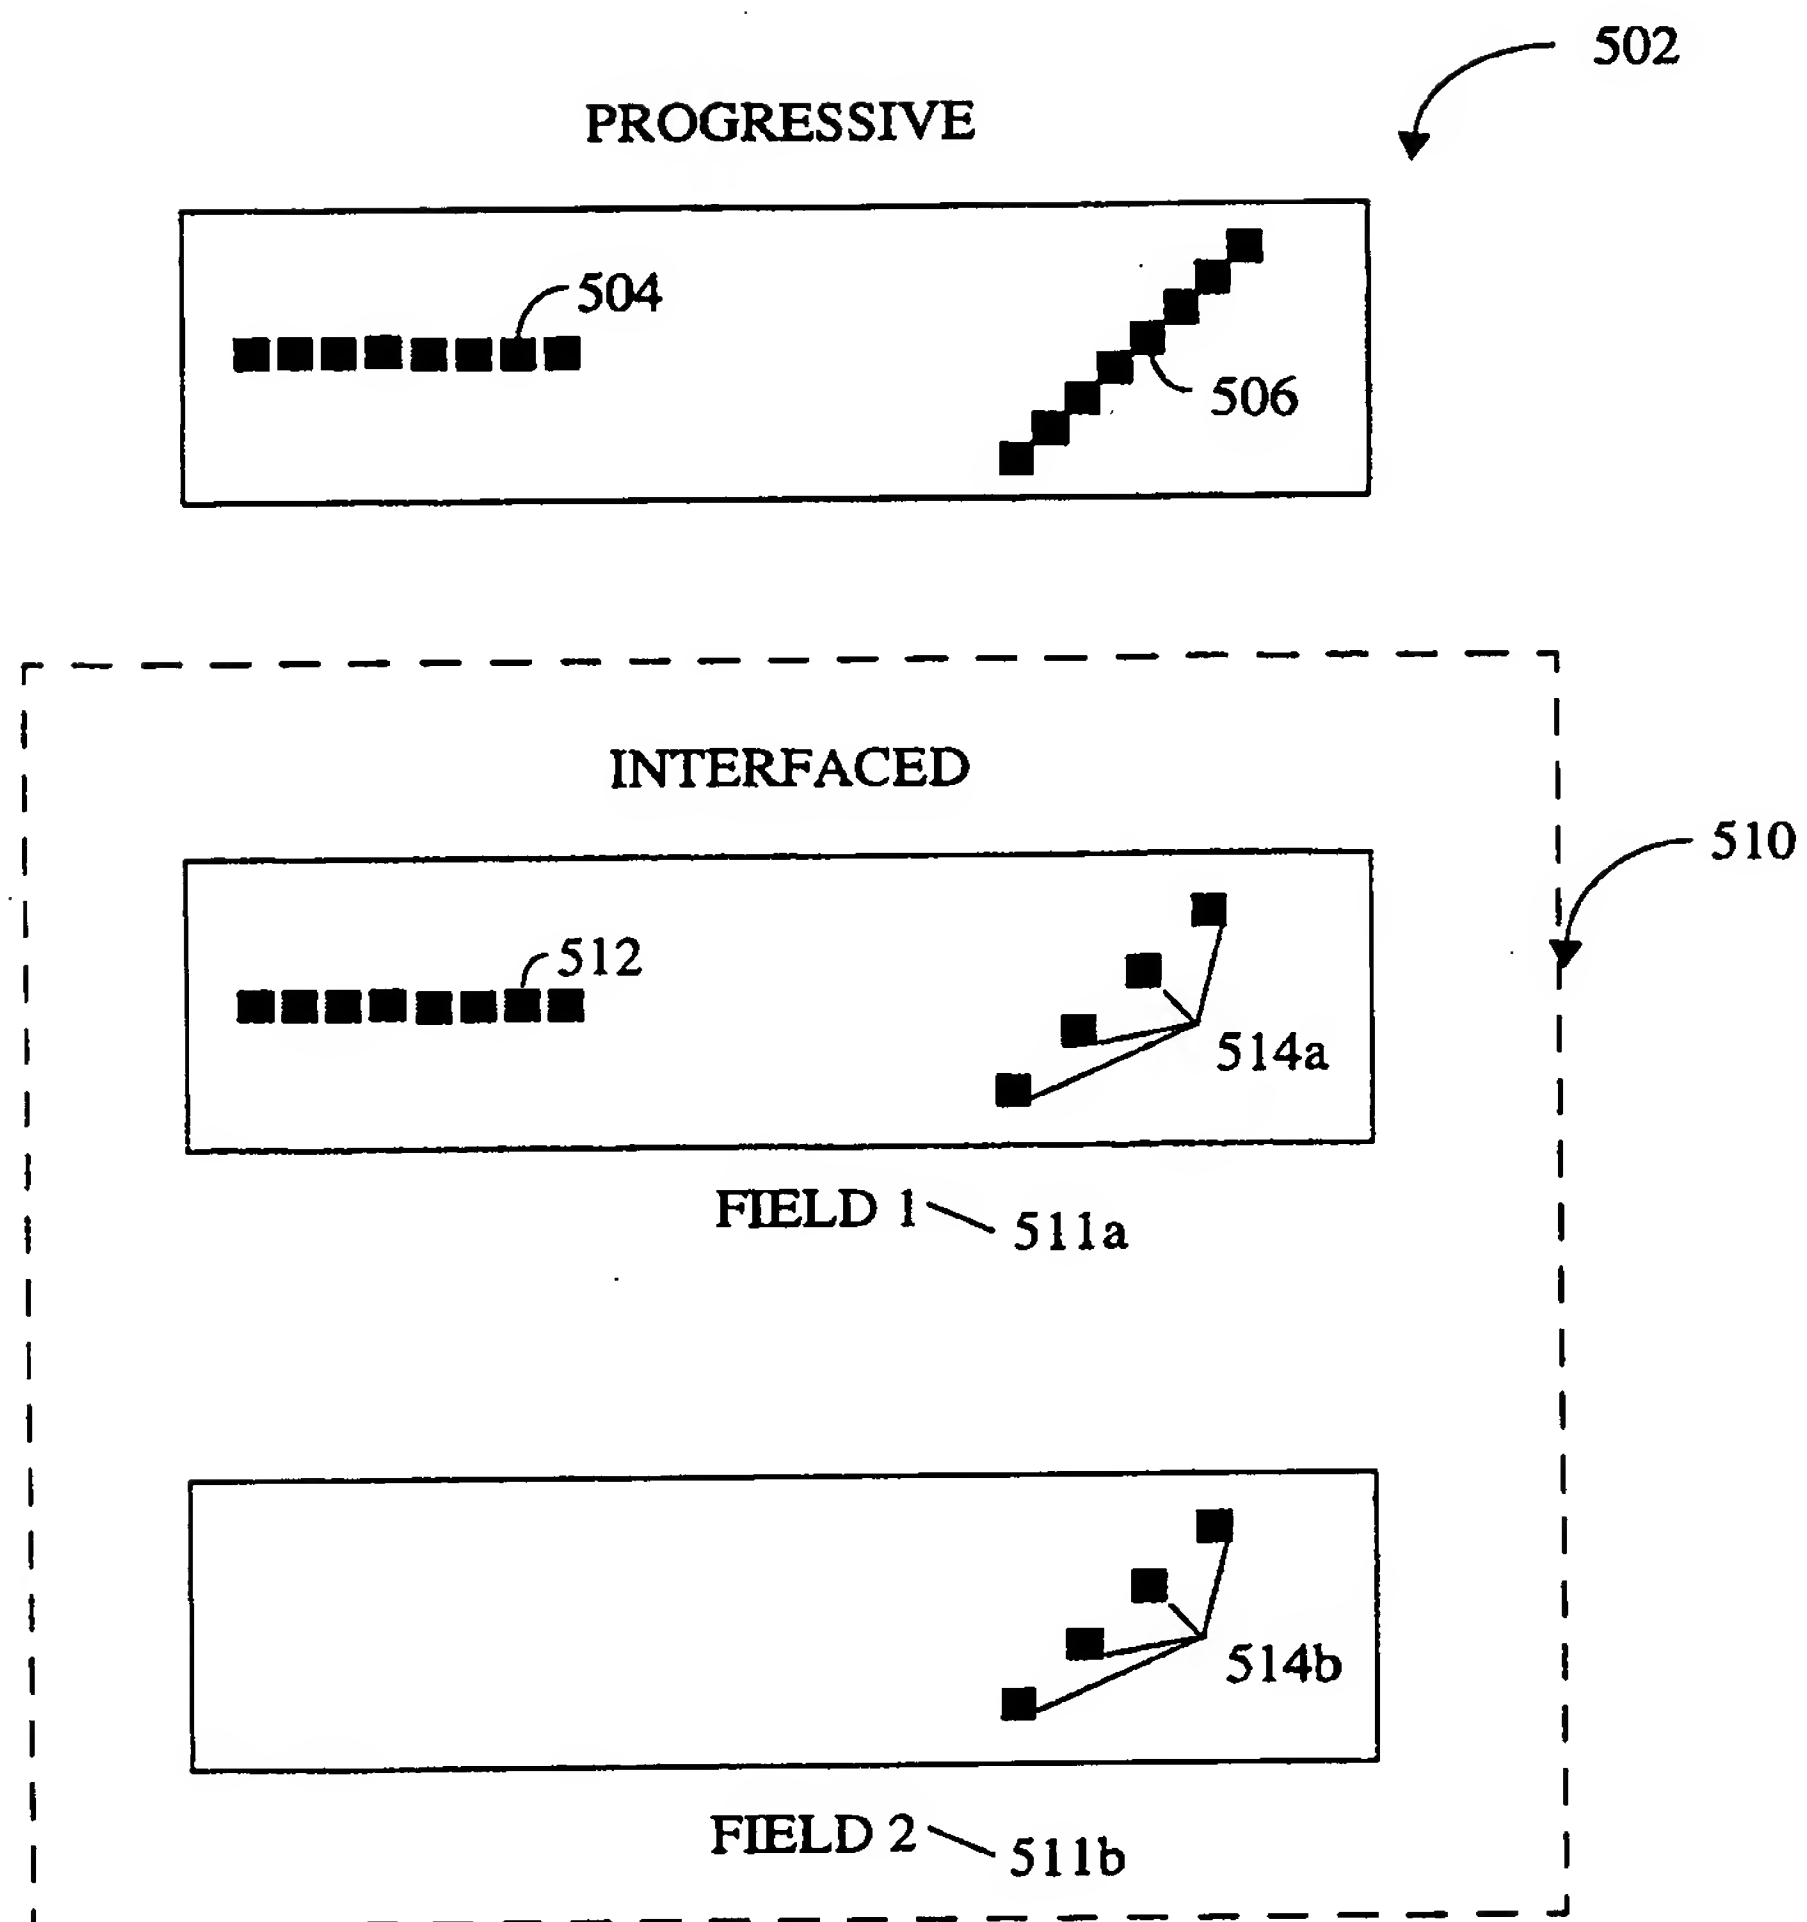 502
PROGRESSIVE
504
506
INTERFACED
510
512
514a
FIELD 1
511a
514b
FIELD 2
511b